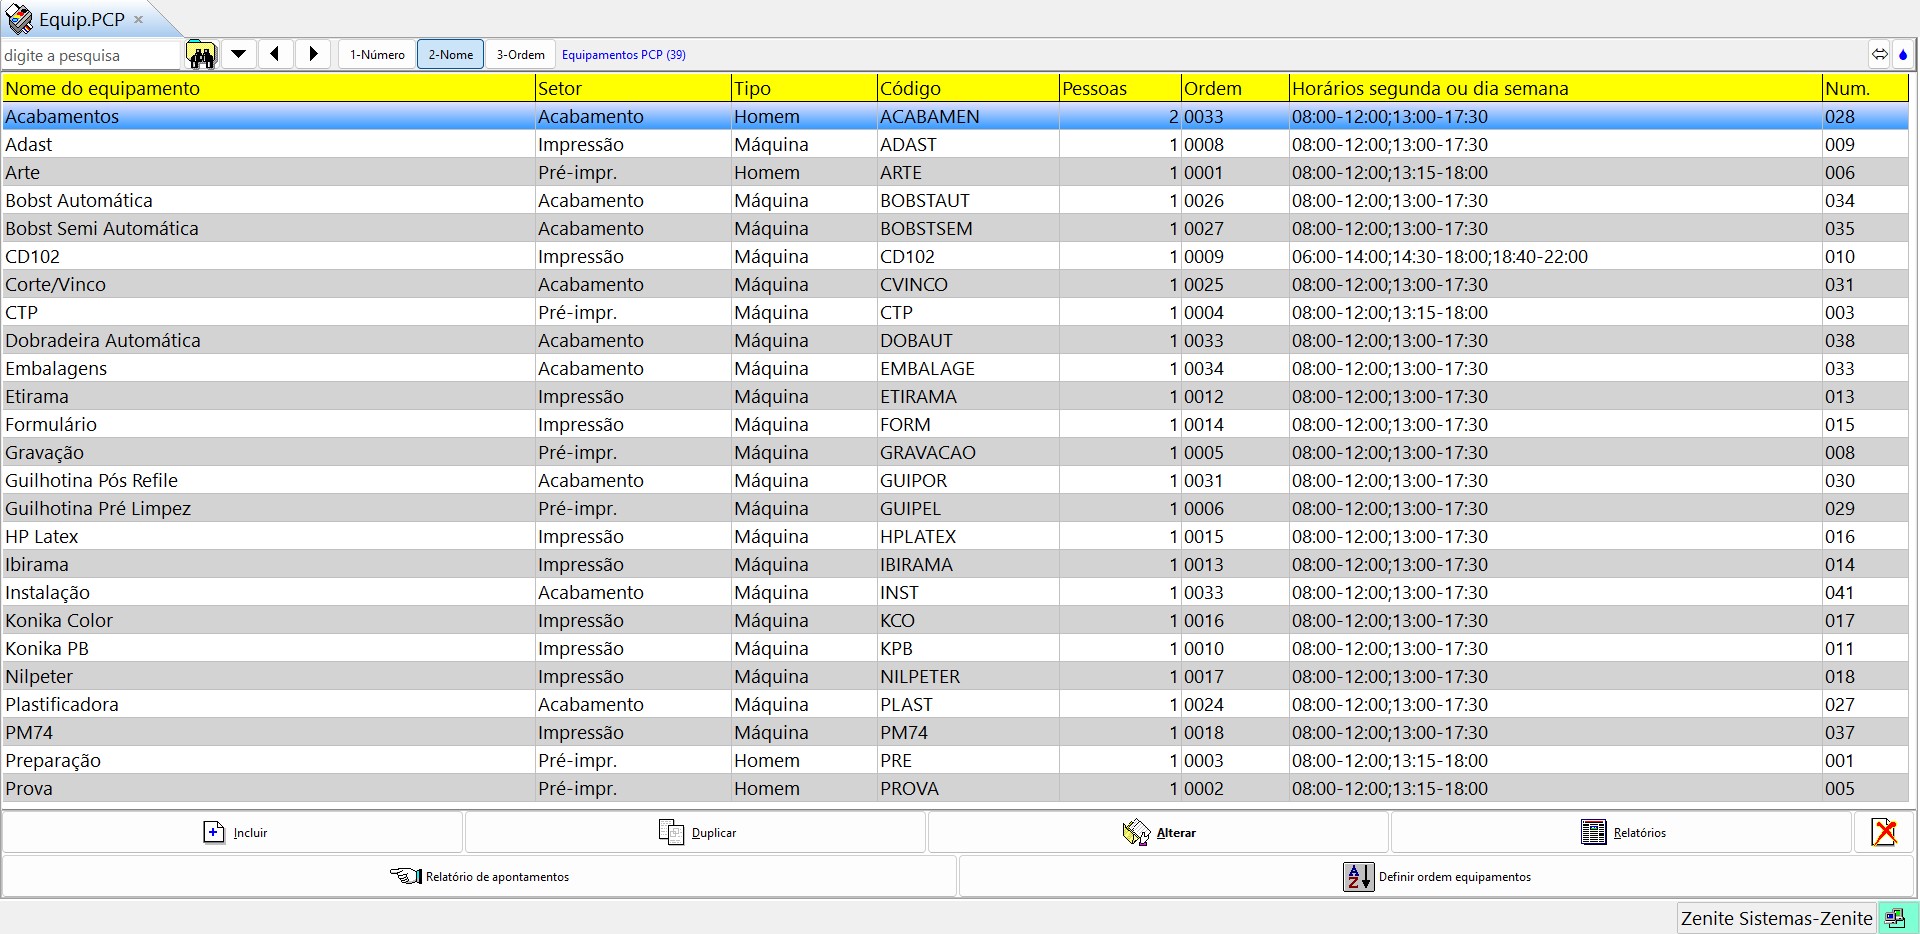 Equip.PCP ×
digite a pesquisa 1-Número 2-Nome 3-Ordem Equipamentos PCP (39)
Nome do equipamento Setor Tipo Código Pessoas Ordem Horários segunda ou dia semana Num.
Acabamentos Acabamento Homem ACABAMEN 2 0033 08:00-12:00;13:00-17:30 028
Adast Impressão Máquina ADAST 1 0008 08:00-12:00;13:00-17:30 009
Arte Pré-impr. Homem ARTE 1 0001 08:00-12:00;13:15-18:00 006
Bobst Automática Acabamento Máquina BOBSTAUT 1 0026 08:00-12:00;13:00-17:30 034
Bobst Semi Automática Acabamento Máquina BOBSTSEM 1 0027 08:00-12:00;13:00-17:30 035
CD102 Impressão Máquina CD102 1 0009 06:00-14:00;14:30-18:00;18:40-22:00 010
Corte/Vinco Acabamento Máquina CVINCO 1 0025 08:00-12:00;13:00-17:30 031
CTP Pré-impr. Máquina CTP 1 0004 08:00-12:00;13:15-18:00 003
Dobradeira Automática Acabamento Máquina DOBAUT 1 0033 08:00-12:00;13:00-17:30 038
Embalagens Acabamento Máquina EMBALAGE 1 0034 08:00-12:00;13:00-17:30 033
Etirama Impressão Máquina ETIRAMA 1 0012 08:00-12:00;13:00-17:30 013
Formulário Impressão Máquina FORM 1 0014 08:00-12:00;13:00-17:30 015
Gravação Pré-impr. Máquina GRAVACAO 1 0005 08:00-12:00;13:00-17:30 008
Guilhotina Pós Refile Acabamento Máquina GUIPOR 1 0031 08:00-12:00;13:00-17:30 030
Guilhotina Pré Limpez Pré-impr. Máquina GUIPEL 1 0006 08:00-12:00;13:00-17:30 029
HP Latex Impressão Máquina HPLATEX 1 0015 08:00-12:00;13:00-17:30 016
Ibirama Impressão Máquina IBIRAMA 1 0013 08:00-12:00;13:00-17:30 014
Instalação Acabamento Máquina INST 1 0033 08:00-12:00;13:00-17:30 041
Konika Color Impressão Máquina KCO 1 0016 08:00-12:00;13:00-17:30 017
Konika PB Impressão Máquina KPB 1 0010 08:00-12:00;13:00-17:30 011
Nilpeter Impressão Máquina NILPETER 1 0017 08:00-12:00;13:00-17:30 018
Plastificadora Acabamento Máquina PLAST 1 0024 08:00-12:00;13:00-17:30 027
PM74 Impressão Máquina PM74 1 0018 08:00-12:00;13:00-17:30 037
Preparação Pré-impr. Homem PRE 1 0003 08:00-12:00;13:15-18:00 001
Prova Pré-impr. Homem PROVA 1 0002 08:00-12:00;13:15-18:00 005
Incluir Duplicar Alterar Relatórios
Relatório de apontamentos Definir ordem equipamentos
Zenite Sistemas-Zenite